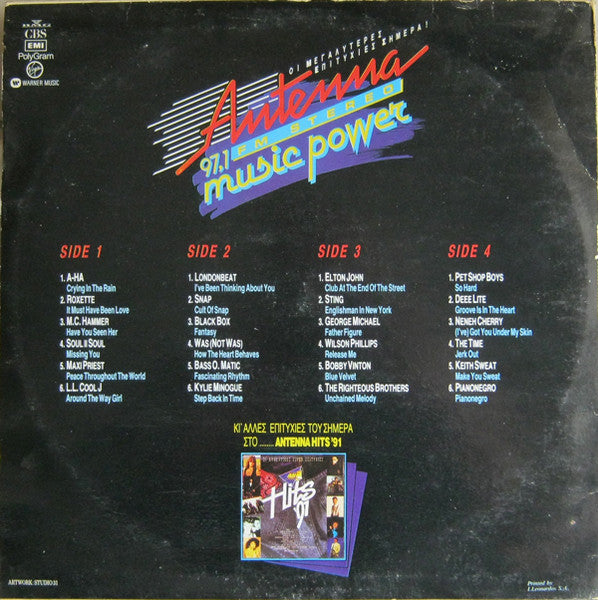 BMG
CBS
EMI
PolyGram
Virgin
WARNER MUSIC
ΟΙ ΜΕΓΑΛΥΤΕΡΕΣ
ΕΠΙΤΥΧΙΕΣ ΣΗΜΕΡΑ!
Antenna
97,1 FM STEREO
music power
SIDE 1
1. A-HA
Crying In The Rain
2. ROXETTE
It Must Have Been Love
3. M.C. HAMMER
Have You Seen Her
4. SOUL II SOUL
Missing You
5. MAXI PRIEST
Peace Throughout The World
6. L.L. COOL J
Around The Way Girl
SIDE 2
1. LONDONBEAT
I've Been Thinking About You
2. SNAP
Cult Of Snap
3. BLACK BOX
Fantasy
4. WAS (NOT WAS)
How The Heart Behaves
5. BASS O. MATIC
Fascinating Rhythm
6. KYLIE MINOGUE
Step Back In Time
SIDE 3
1. ELTON JOHN
Club At The End Of The Street
2. STING
Englishman In New York
3. GEORGE MICHAEL
Father Figure
4. WILSON PHILLIPS
Release Me
5. BOBBY VINTON
Blue Velvet
6. THE RIGHTEOUS BROTHERS
Unchained Melody
SIDE 4
1. PET SHOP BOYS
So Hard
2. DEEE LITE
Groove Is In The Heart
3. NENEH CHERRY
(I've) Got You Under My Skin
4. THE TIME
Jerk Out
5. KEITH SWEAT
Make You Sweat
6. PIANONEGRO
Pianonegro
ΚΙ' ΑΛΛΕΣ ΕΠΙΤΥΧΙΕΣ ΤΟΥ ΣΗΜΕΡΑ
ΣΤΟ ........ ANTENNA HITS '91
Hits
'91
ARTWORK: STUDIO 31
Printed by
I. Leonardos, S.A.